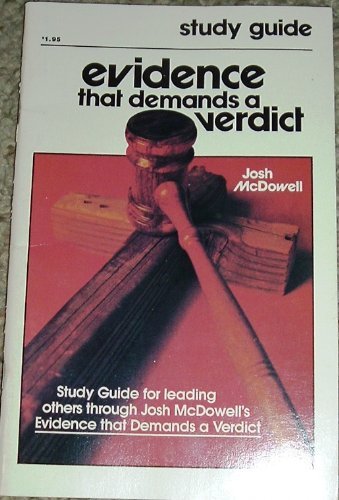 study guide
$1.95
evidence
that demands a
verdict
Josh
McDowell
Study Guide for leading
others through Josh McDowell's
Evidence that Demands a Verdict